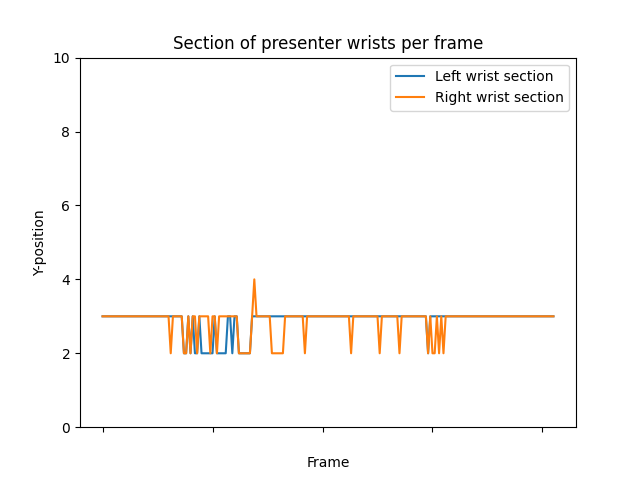 Section of presenter wrists per frame
Left wrist section
Right wrist section
10
8
6
4
2
0
Y-position
Frame